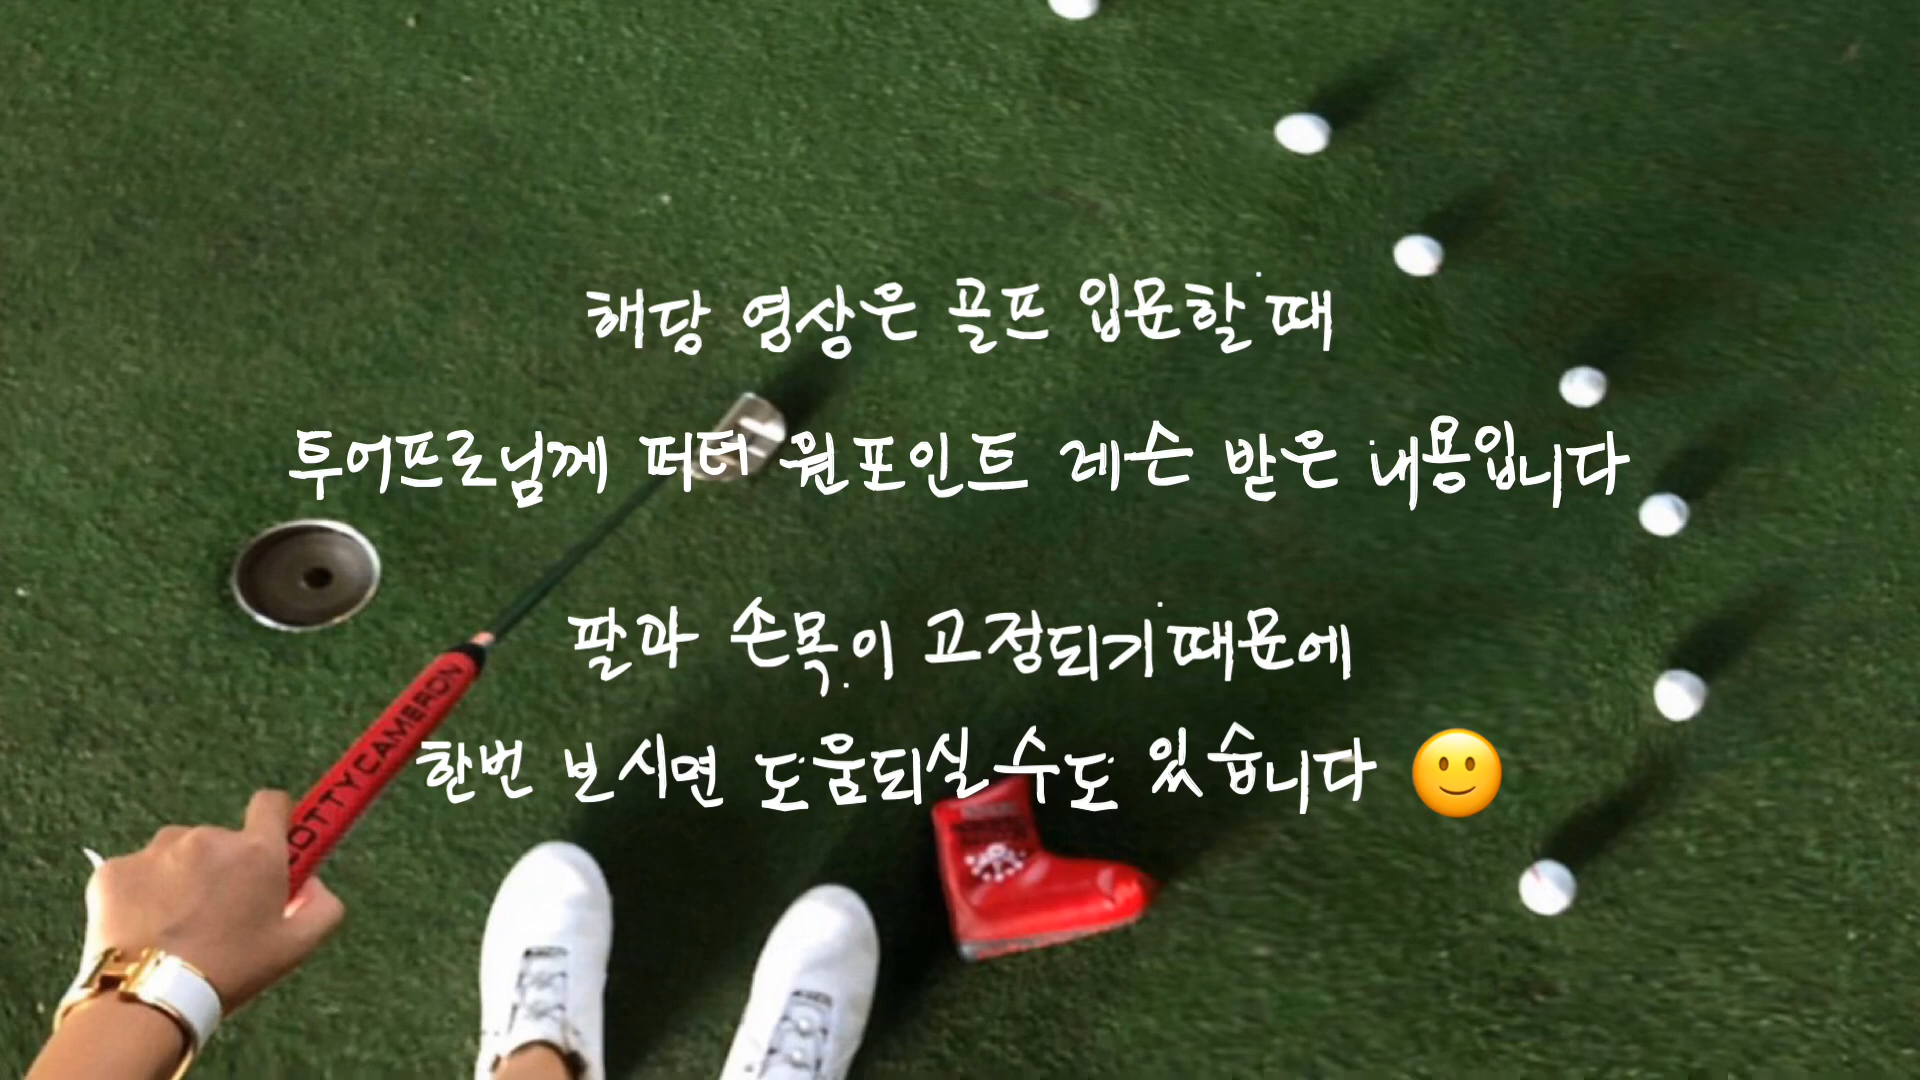 해당 영상은 골프 입문할 때
투어프로님께 퍼터 원포인트 레슨 받은 내용입니다
팔과 손목이 고정되기 때문에
한번 보시면 도움되실 수도 있습니다 🙂
SCOTTY CAMERON